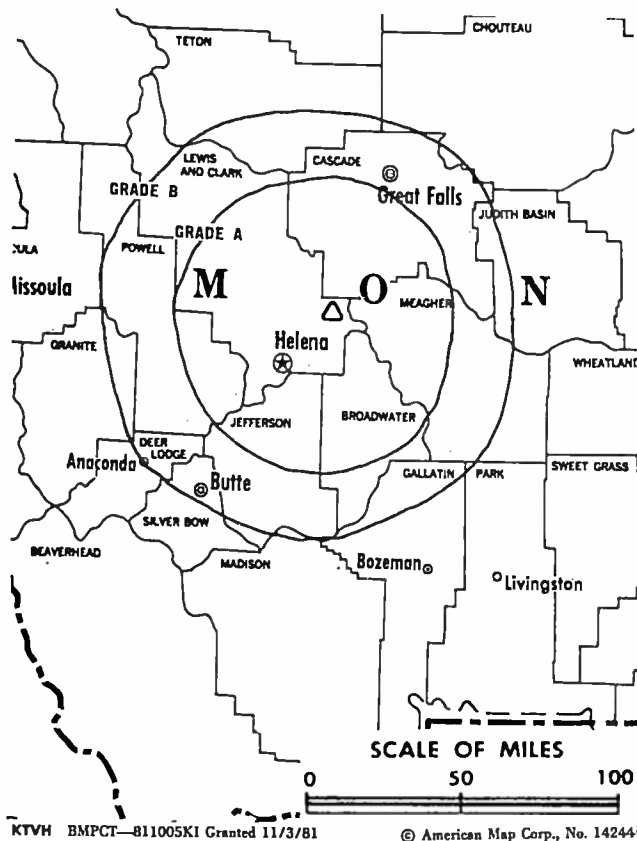 CHOUTEAU
TETON
LEWIS
AND CLARK
CASCADE
GRADE B
Great Falls
JUDITH BASIN
GRADE A
CULA
POWELL
M O N
Missoula
MEAGHER
Helena
GRANITE
WHEATLAND
JEFFERSON
BROADWATER
DEER
LODGE
Anaconda
GALLATIN
PARK
SWEET GRASS
Butte
SILVER BOW
BEAVERHEAD
MADISON
Bozeman
Livingston
SCALE OF MILES
0 50 100
KTVH BMPCT—811005KI Granted 11/3/81
© American Map Corp., No. 14244